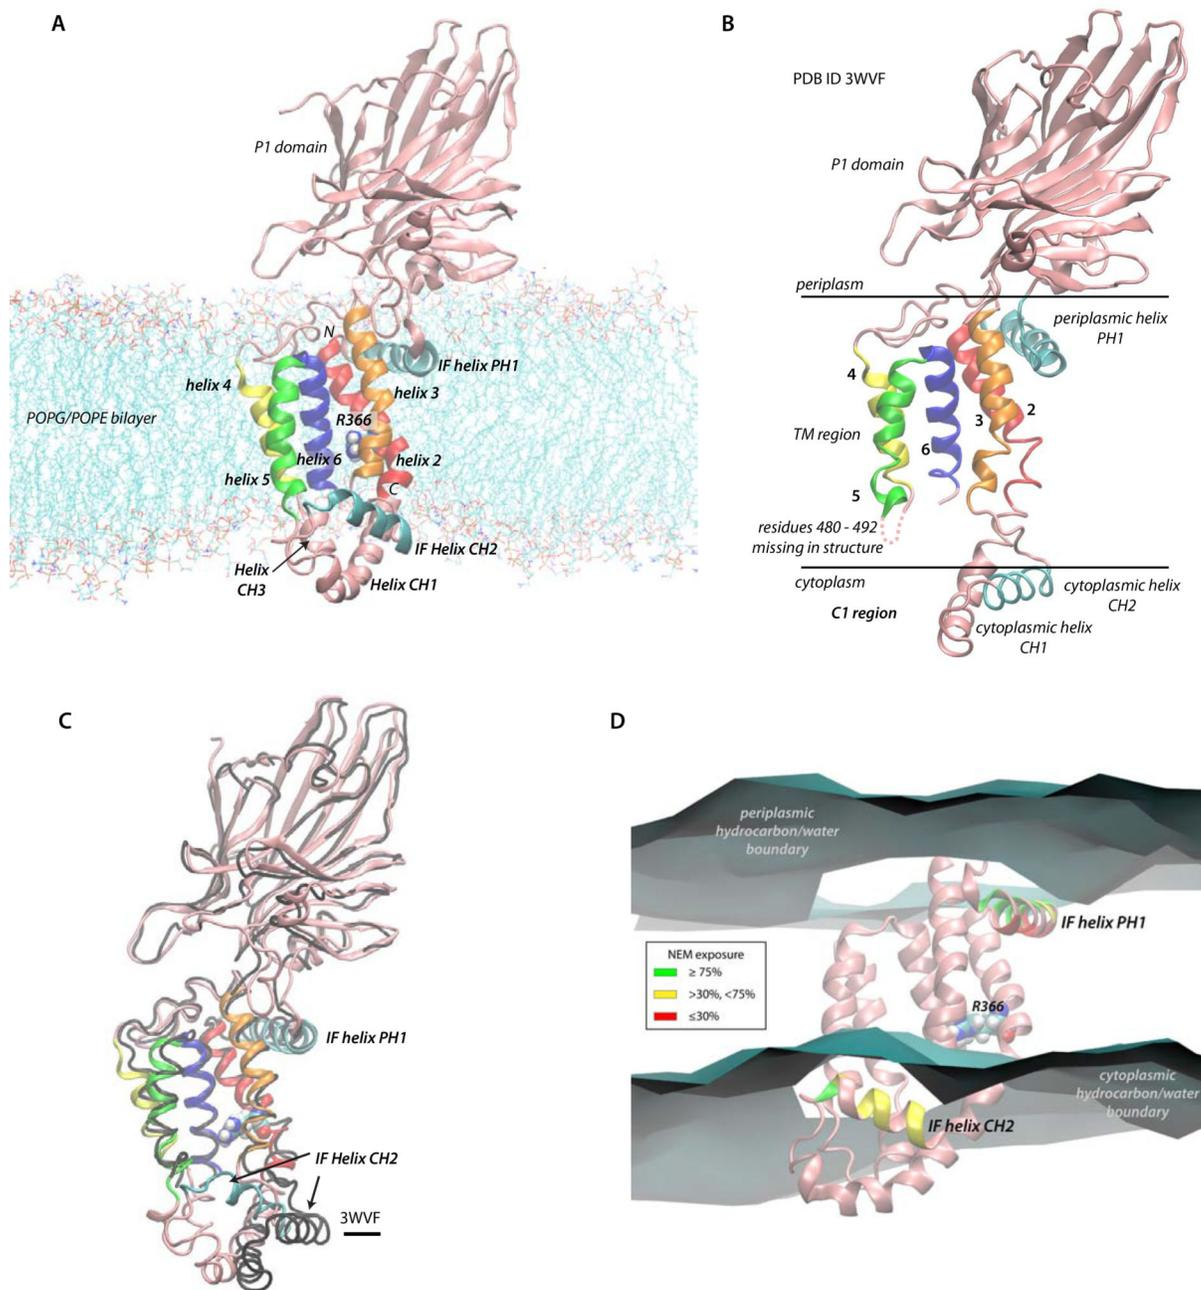 A
P1 domain
N
helix 4
IF helix PH1
helix 3
POPG/POPE bilayer
R366
helix 6
helix 2
helix 5
C
IF Helix CH2
Helix
CH3
Helix CH1
B
PDB ID 3WVF
P1 domain
periplasm
periplasmic helix
PH1
4
3
2
TM region
6
5
residues 480 - 492
missing in structure
cytoplasm
cytoplasmic helix
CH2
C1 region
cytoplasmic helix
CH1
C
IF helix PH1
IF Helix CH2
3WVF
D
periplasmic
hydrocarbon/water
boundary
IF helix PH1
NEM exposure
≥ 75%
>30%, <75%
≤30%
R366
cytoplasmic
hydrocarbon/water
boundary
IF helix CH2